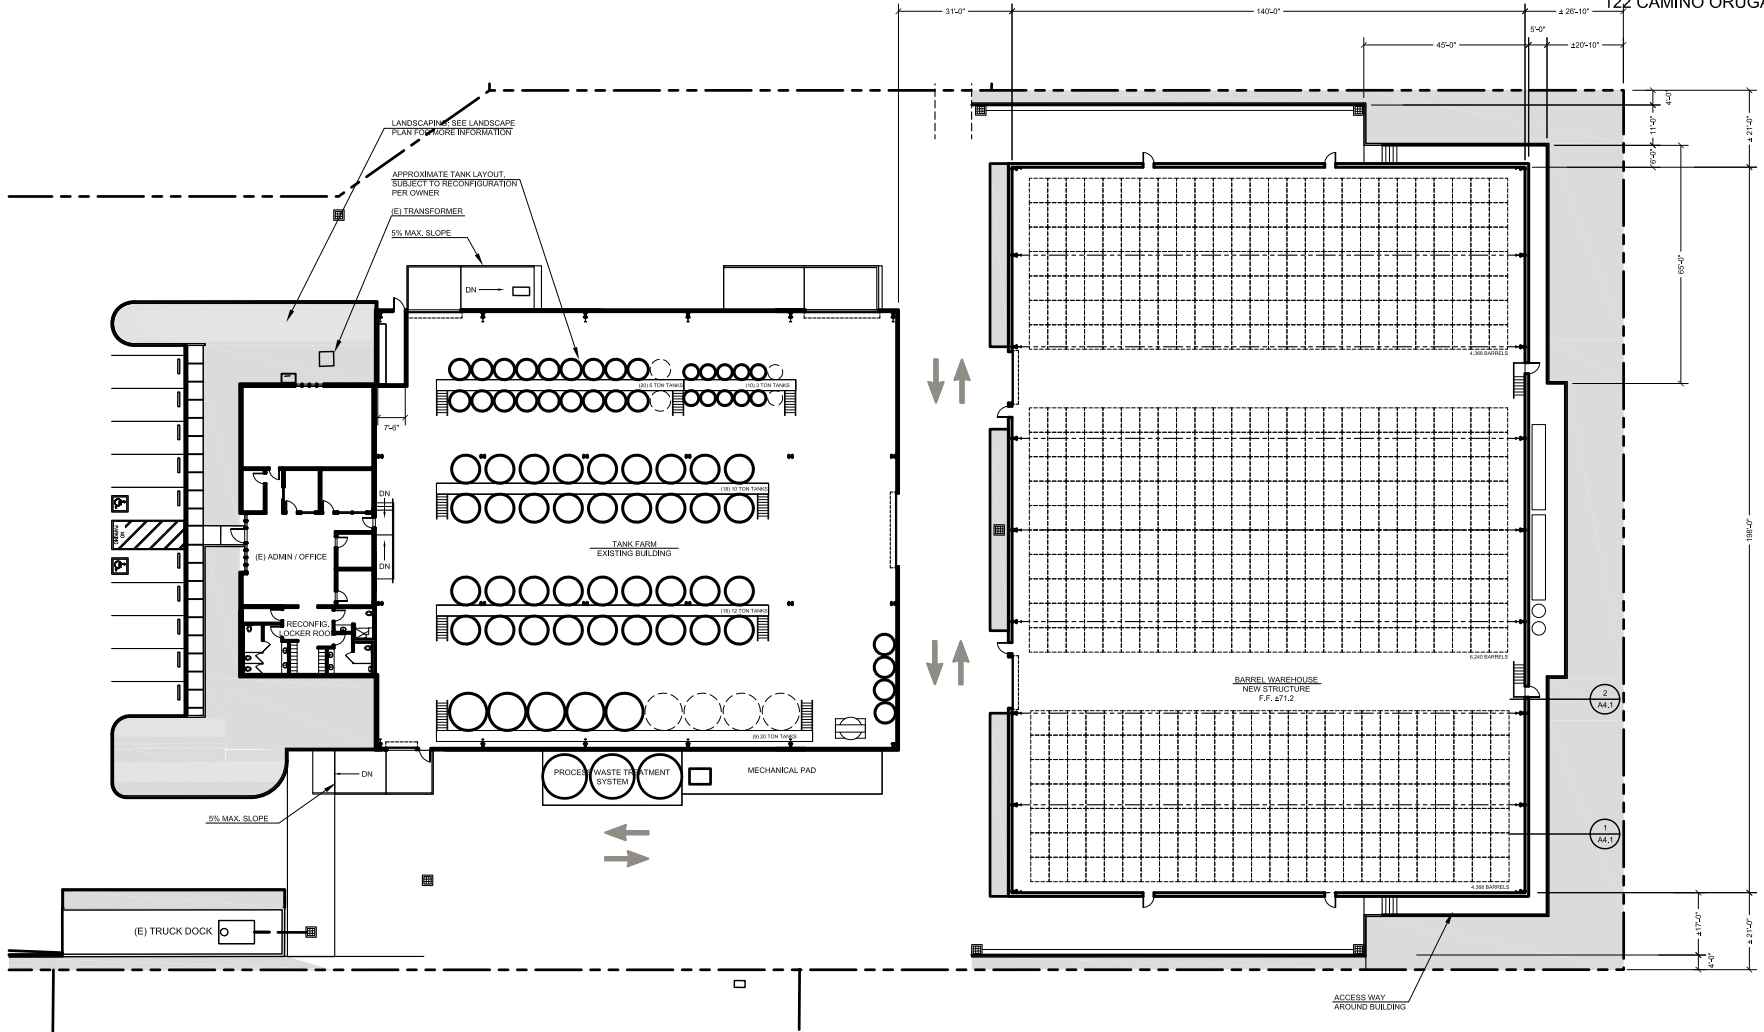 122 CAMINO ORUGA
31'-0"
140'-0"
± 26'-10"
5'-0"
45'-0"
±20'-10"
4'-0"
11'-0"
6'-0"
± 21'-0"
65'-0"
198'-0"
LANDSCAPING; SEE LANDSCAPE
PLAN FOR MORE INFORMATION
APPROXIMATE TANK LAYOUT,
SUBJECT TO RECONFIGURATION
PER OWNER
(E) TRANSFORMER
5% MAX. SLOPE
DN
(20) 5 TON TANKS
(10) 3 TON TANKS
4,368 BARRELS
7'-6"
DN
(18) 10 TON TANKS
NO
PARKING
TANK FARM
EXISTING BUILDING
(E) ADMIN / OFFICE
DN
(18) 12 TON TANKS
RECONFIG.
LOCKER ROOM
6,240 BARRELS
BARREL WAREHOUSE
NEW STRUCTURE
F.F. ±71.2
2
A4.1
(9) 20 TON TANKS
DN
PROCESS WASTE TREATMENT
SYSTEM
MECHANICAL PAD
5% MAX. SLOPE
1
A4.1
4,368 BARRELS
(E) TRUCK DOCK
±17'-0"
± 21'-0"
4'-0"
ACCESS WAY
AROUND BUILDING